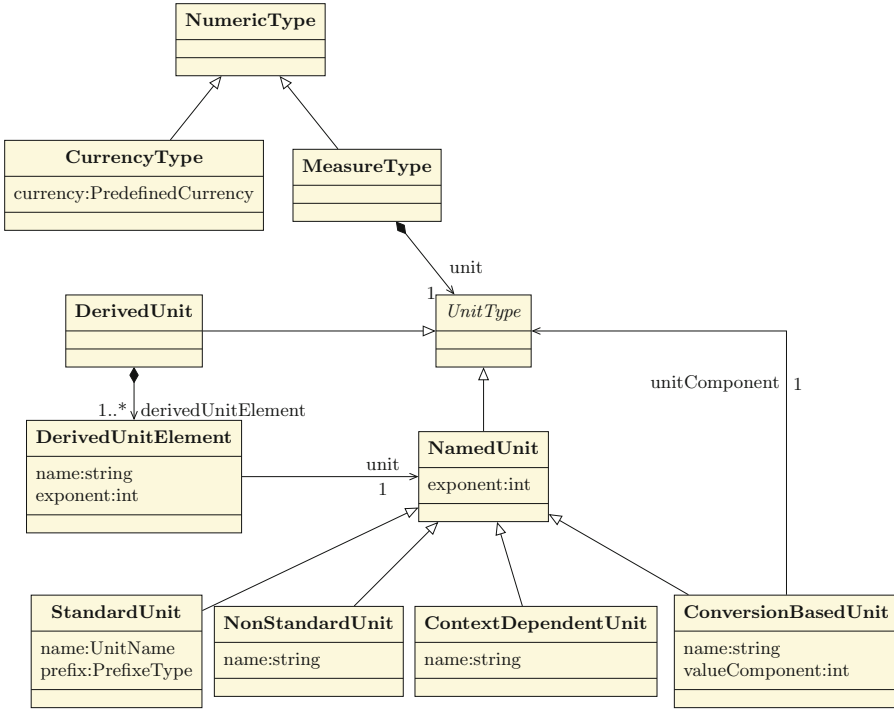 NumericType
CurrencyType
currency:PredefinedCurrency
MeasureType
unit
1
DerivedUnit
UnitType
unitComponent
1
1..*
derivedUnitElement
DerivedUnitElement
name:string
exponent:int
unit
1
NamedUnit
exponent:int
StandardUnit
name:UnitName
prefix:PrefixeType
NonStandardUnit
name:string
ContextDependentUnit
name:string
ConversionBasedUnit
name:string
valueComponent:int